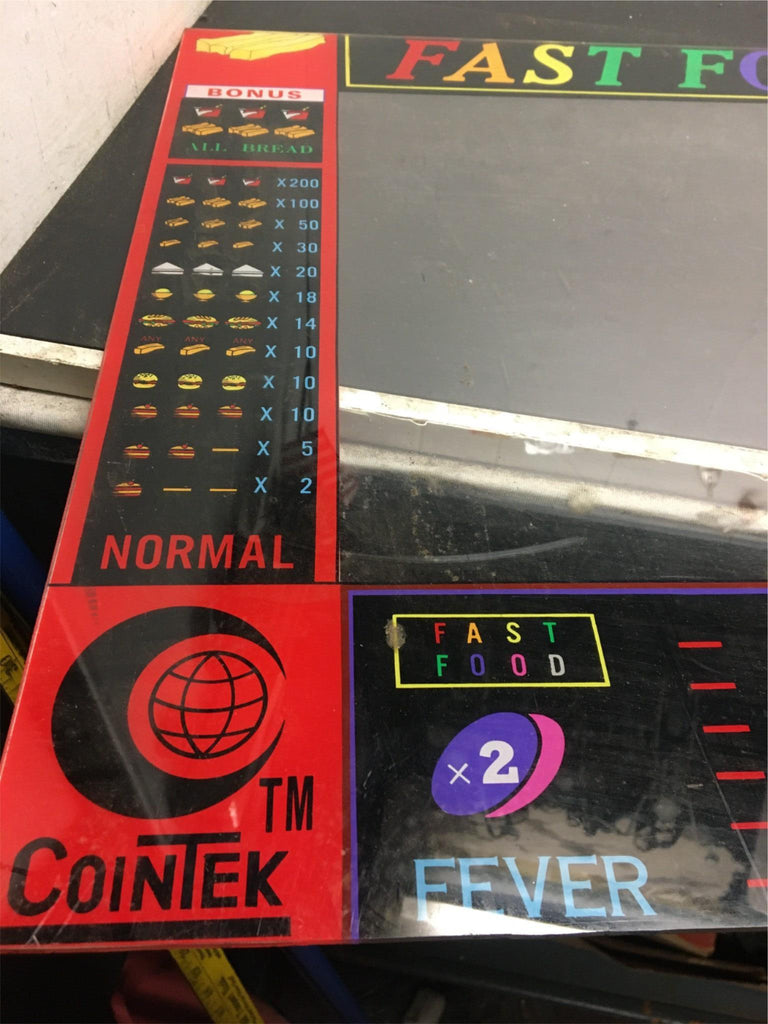 FAST FO
BONUS
ALL BREAD
X200
X100
X 50
X 30
X 20
X 18
X 14
ANY ANY ANY
X 10
X 10
X 10
X 5
X 2
NORMAL
FAST
FOOD
x2
FEVER
TM
COINTEK